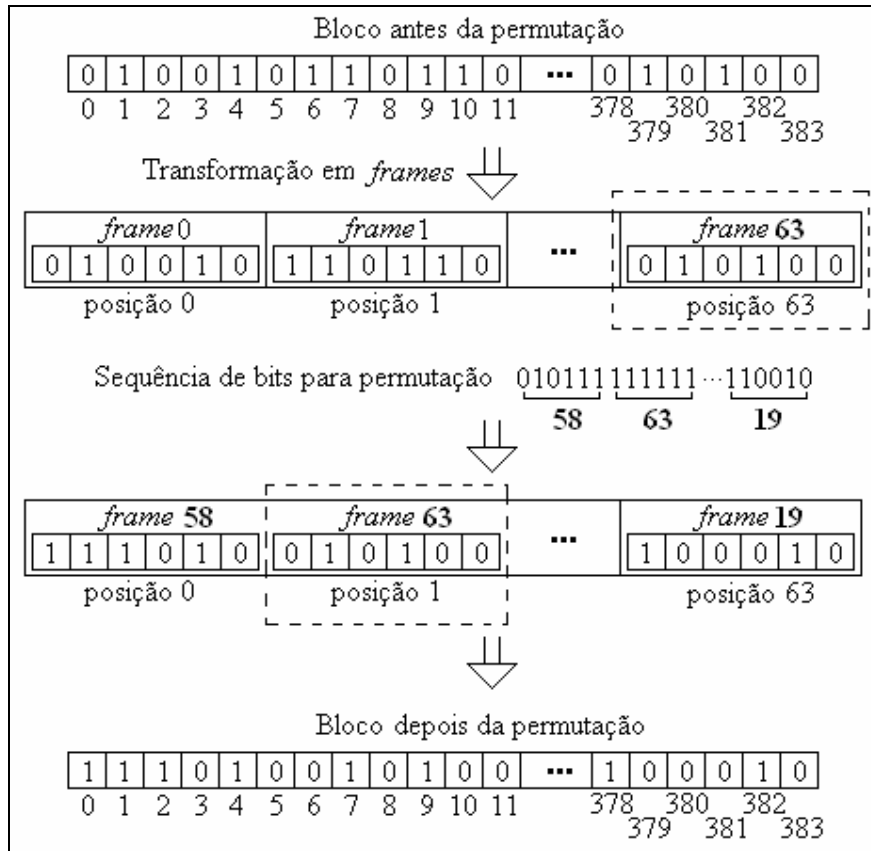 Bloco antes da permutação
0 1 0 0 1 0 1 1 0 1 1 0 ... 0 1 0 1 0 0
0 1 2 3 4 5 6 7 8 9 10 11 378 380 382
379 381 383
Transformação em frames
frame 0 frame 1 ... frame 63
0 1 0 0 1 0 1 1 0 1 1 0 0 1 0 1 0 0
posição 0 posição 1 posição 63
Sequência de bits para permutação 010111111111...110010
58 63 19
frame 58 frame 63 ... frame 19
1 1 1 0 1 0 0 1 0 1 0 0 1 0 0 0 1 0
posição 0 posição 1 posição 63
Bloco depois da permutação
1 1 1 0 1 0 0 1 0 1 0 0 ... 1 0 0 0 1 0
0 1 2 3 4 5 6 7 8 9 10 11 378 380 382
379 381 383